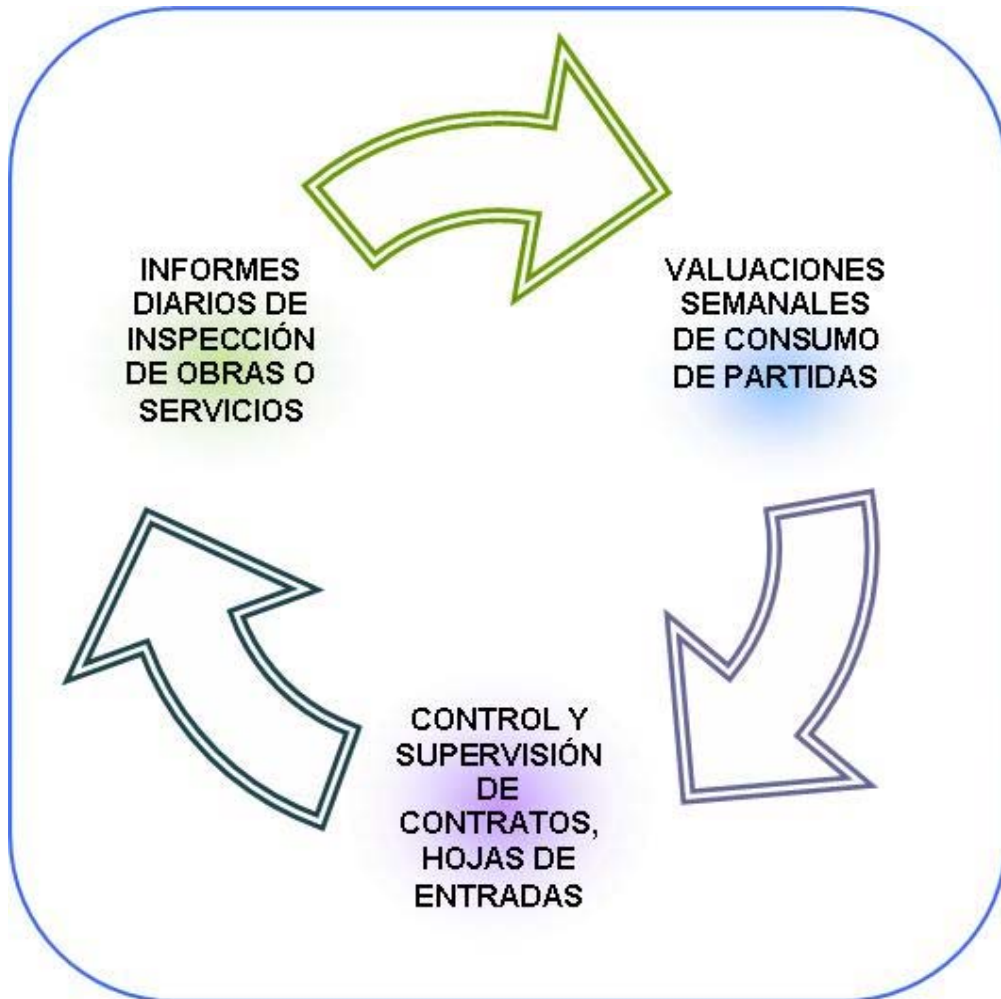 INFORMES
DIARIOS DE
INSPECCIÓN
DE OBRAS O
SERVICIOS
VALUACIONES
SEMANALES
DE CONSUMO
DE PARTIDAS
CONTROL Y
SUPERVISIÓN
DE
CONTRATOS,
HOJAS DE
ENTRADAS